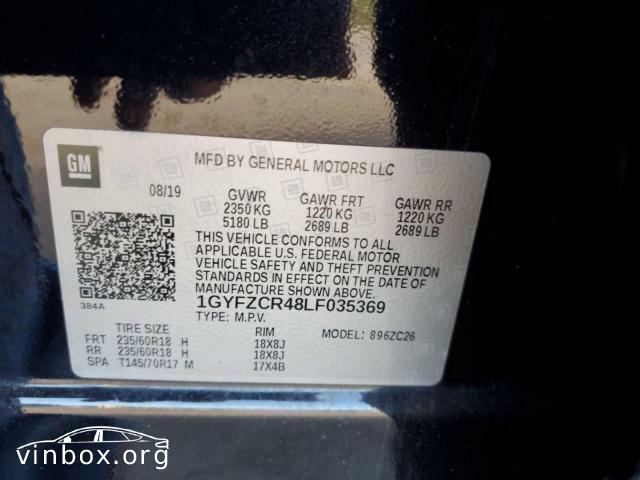 GM
MFD BY GENERAL MOTORS LLC
08/19
GVWR GAWR FRT GAWR RR
2350 KG 1220 KG 1220 KG
5180 LB 2689 LB 2689 LB
THIS VEHICLE CONFORMS TO ALL
APPLICABLE U.S. FEDERAL MOTOR
VEHICLE SAFETY AND THEFT PREVENTION
STANDARDS IN EFFECT ON THE DATE OF
MANUFACTURE SHOWN ABOVE.
384A
1GYFZCR48LF035369
TYPE: M.P.V. MODEL: 896ZC26
TIRE SIZE RIM
FRT 235/60R18 H 18X8J
RR 235/60R18 H 18X8J
SPA T145/70R17 M 17X4B
vinbox.org